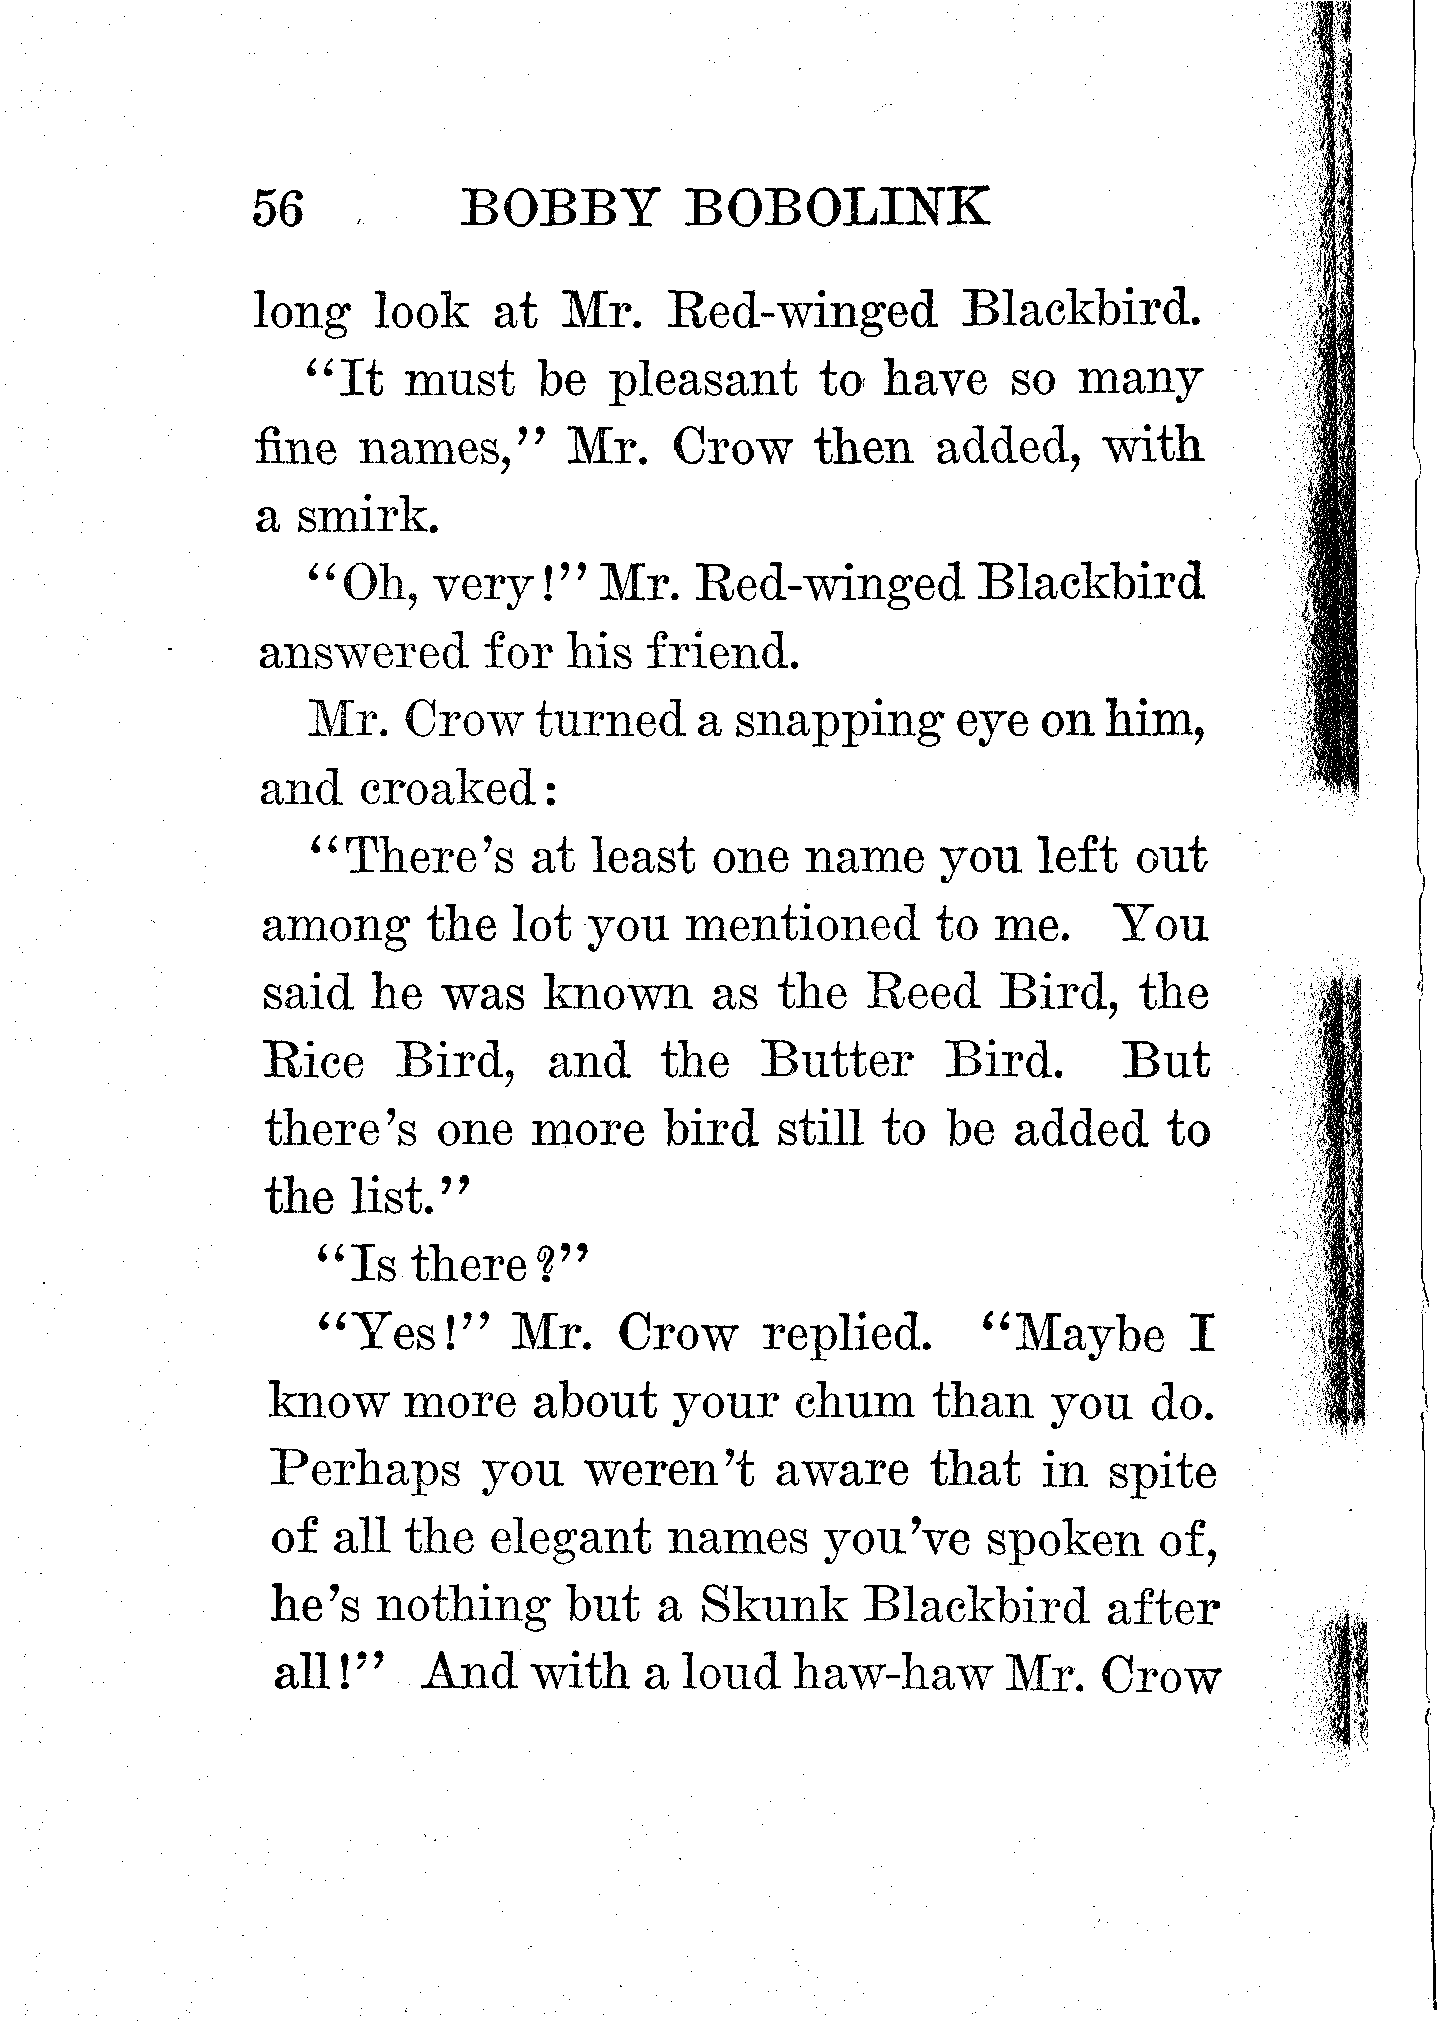 56 BOBBY BOBOLINK
long look at Mr. Red-winged Blackbird.
"It must be pleasant to have so many
fine names," Mr. Crow then added, with
a smirk.
"Oh, very!" Mr. Red-winged Blackbird
answered for his friend.
Mr. Crow turned a snapping eye on him,
and croaked:
"There's at least one name you left out
among the lot you mentioned to me. You
said he was known as the Reed Bird, the
Rice Bird, and the Butter Bird. But
there's one more bird still to be added to
the list."
"Is there?"
"Yes!" Mr. Crow replied. "Maybe I
know more about your chum than you do.
Perhaps you weren't aware that in spite
of all the elegant names you've spoken of,
he's nothing but a Skunk Blackbird after
all!" And with a loud haw-haw Mr. Crow